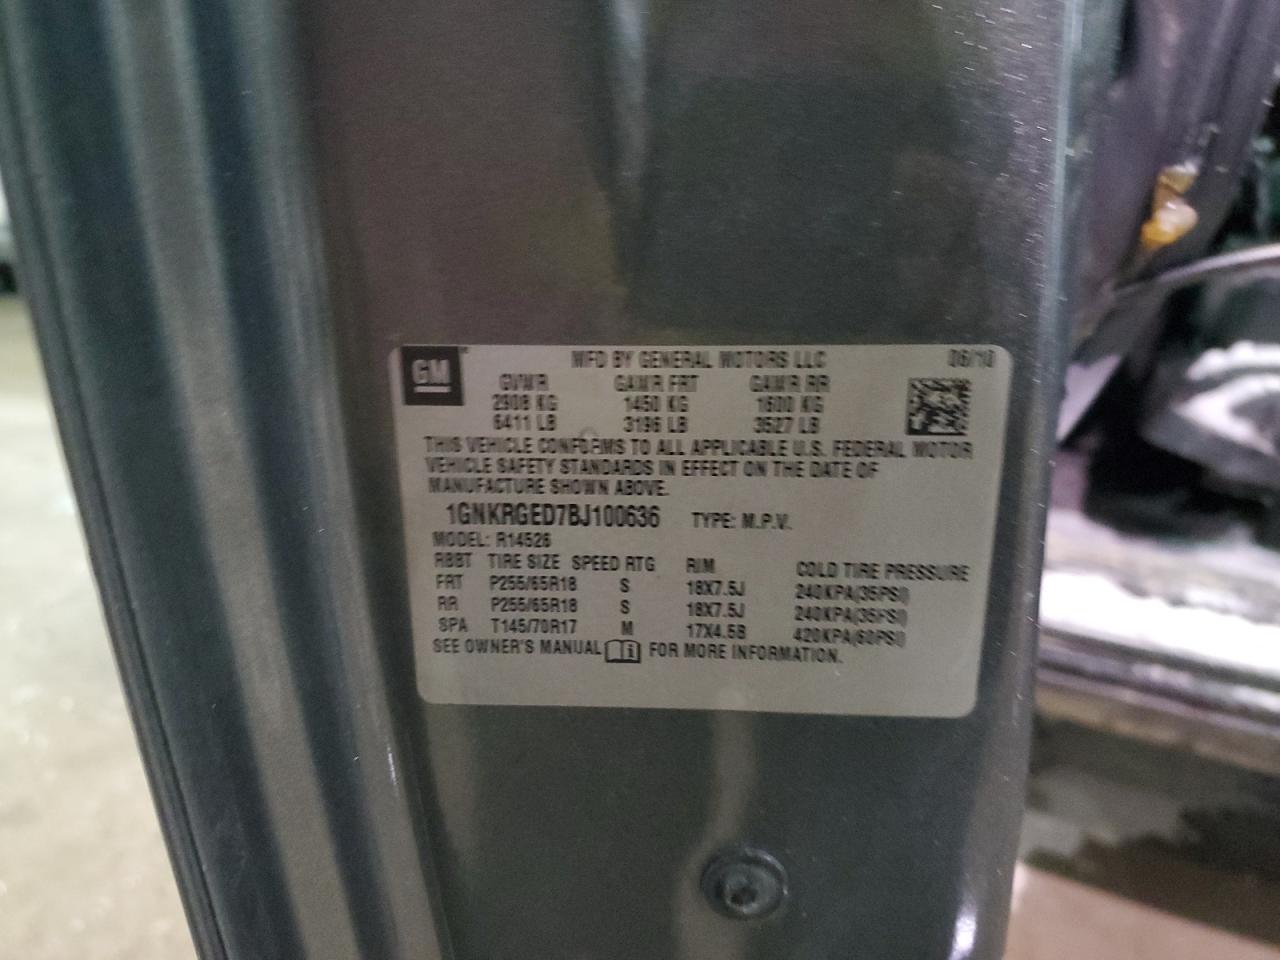 GM
MFD BY GENERAL MOTORS LLC 06/10
GVWR GAWR FRT GAWR RR
2908 KG 1450 KG 1600 KG
6411 LB 3196 LB 3527 LB
THIS VEHICLE CONFORMS TO ALL APPLICABLE U.S. FEDERAL MOTOR
VEHICLE SAFETY STANDARDS IN EFFECT ON THE DATE OF
MANUFACTURE SHOWN ABOVE.
1GNKRGED7BJ100636 TYPE: M.P.V.
MODEL: R14526
RBBT TIRE SIZE SPEED RTG RIM COLD TIRE PRESSURE
FRT P255/65R18 S 18X7.5J 240KPA(35PSI)
RR P255/65R18 S 18X7.5J 240KPA(35PSI)
SPA T145/70R17 M 17X4.5B 420KPA(60PSI)
SEE OWNER'S MANUAL FOR MORE INFORMATION.